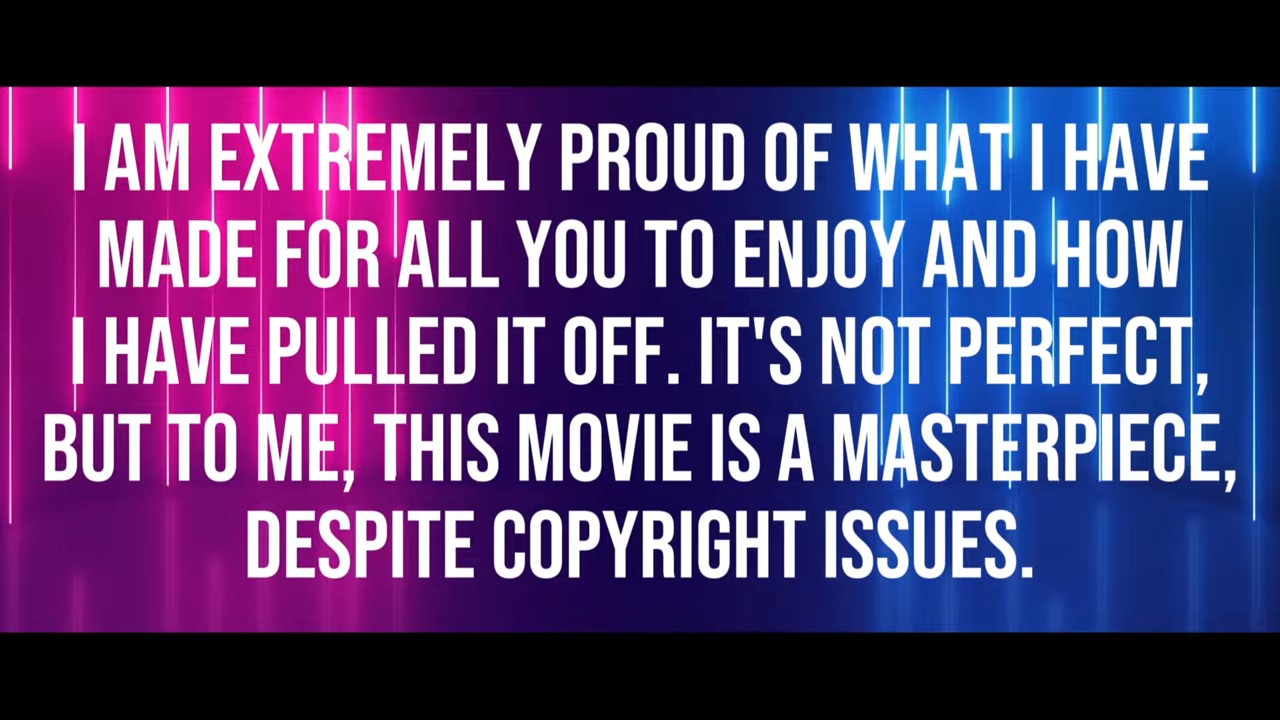 I AM EXTREMELY PROUD OF WHAT I HAVE
MADE FOR ALL YOU TO ENJOY AND HOW
I HAVE PULLED IT OFF. IT'S NOT PERFECT,
BUT TO ME, THIS MOVIE IS A MASTERPIECE,
DESPITE COPYRIGHT ISSUES.